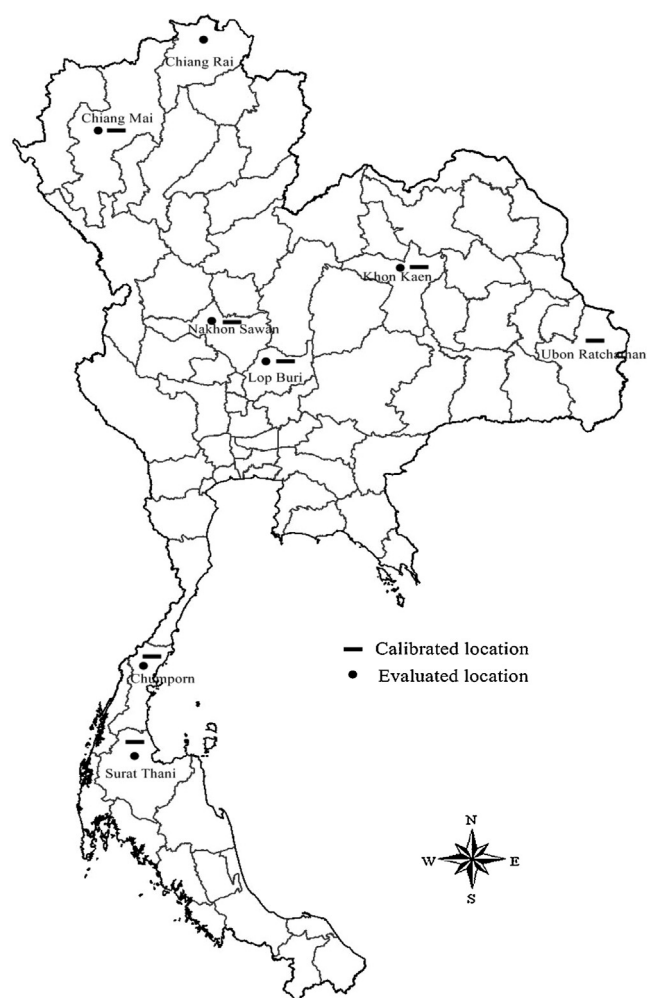 Chiang Rai
Chiang Mai
Khon Kaen
Nakhon Sawan
Ubon Ratchathan
Lop Buri
Calibrated location
Evaluated location
Chumporn
Surat Thani
N
W E
S